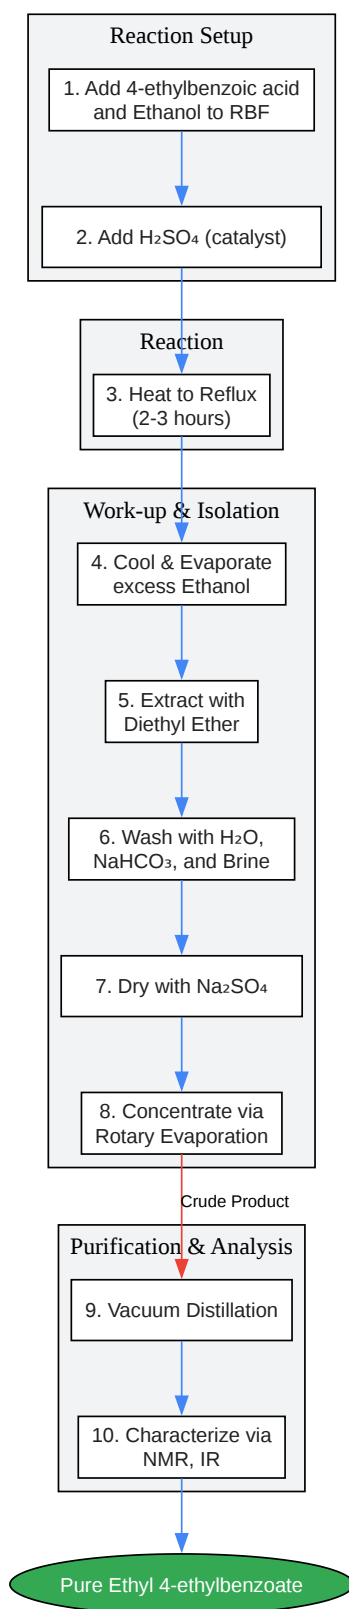 Reaction Setup
1. Add 4-ethylbenzoic acid
and Ethanol to RBF
2. Add H₂SO₄ (catalyst)
Reaction
3. Heat to Reflux
(2-3 hours)
Work-up & Isolation
4. Cool & Evaporate
excess Ethanol
5. Extract with
Diethyl Ether
6. Wash with H₂O,
NaHCO₃, and Brine
7. Dry with Na₂SO₄
8. Concentrate via
Rotary Evaporation
Crude Product
Purification & Analysis
9. Vacuum Distillation
10. Characterize via
NMR, IR
Pure Ethyl 4-ethylbenzoate